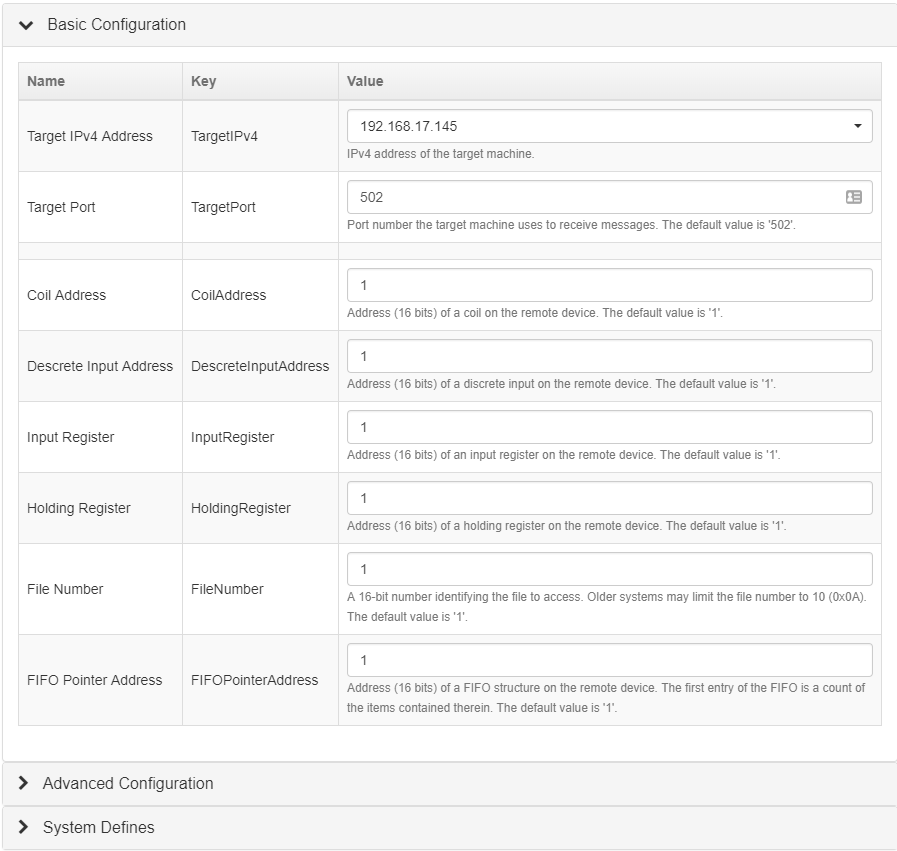 Basic Configuration
Name Key Value
Target IPv4 Address TargetIPv4 192.168.17.145
IPv4 address of the target machine.
Target Port TargetPort 502
Port number the target machine uses to receive messages. The default value is '502'.
Coil Address CoilAddress 1
Address (16 bits) of a coil on the remote device. The default value is '1'.
Descrete Input Address DescreteInputAddress 1
Address (16 bits) of a discrete input on the remote device. The default value is '1'.
Input Register InputRegister 1
Address (16 bits) of an input register on the remote device. The default value is '1'.
Holding Register HoldingRegister 1
Address (16 bits) of a holding register on the remote device. The default value is '1'.
File Number FileNumber 1
A 16-bit number identifying the file to access. Older systems may limit the file number to 10 (0x0A).
The default value is '1'.
FIFO Pointer Address FIFOPointerAddress 1
Address (16 bits) of a FIFO structure on the remote device. The first entry of the FIFO is a count of
the items contained therein. The default value is '1'.
Advanced Configuration
System Defines